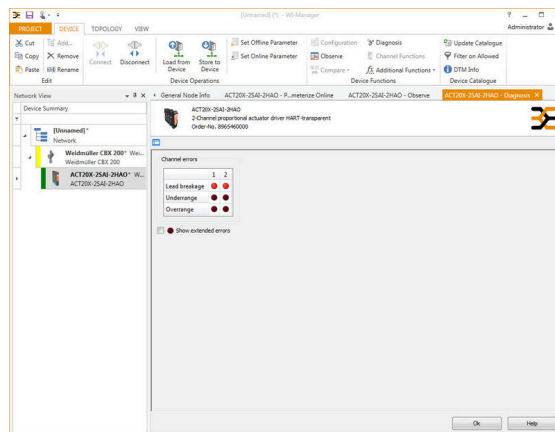 [Unnamed] (*) - WI-Manager
?
PROJECT DEVICE TOPOLOGY VIEW
Administrator
Cut
Copy
Paste
Add...
Remove
Rename
Edit
Connect
Disconnect
Load from Device
Store to Device
Device Operations
Set Offline Parameter
Set Online Parameter
Configuration
Observe
Compare
Diagnosis
Channel Functions
Additional Functions
Device Functions
Update Catalogue
Filter on Allowed
DTM Info
Device Catalogue
Network View
Device Summary
[Unnamed]*
Network
Weidmüller CBX 200* Wei...
Weidmüller CBX 200
ACT20X-2SAI-2HAO* W...
ACT20X-2SAI-2HAO
General Node Info
ACT20X-2SAI-2HAO - P...meterize Online
ACT20X-2SAI-2HAO - Observe
ACT20X-2SAI-2HAO - Diagnosis
ACT20X-2SAI-2HAO
2-Channel proportional actuator driver HART-transparent
Order-No. 8965460000
Channel errors
1 2
Lead breakage
Underrange
Overrange
Show extended errors
Ok
Help